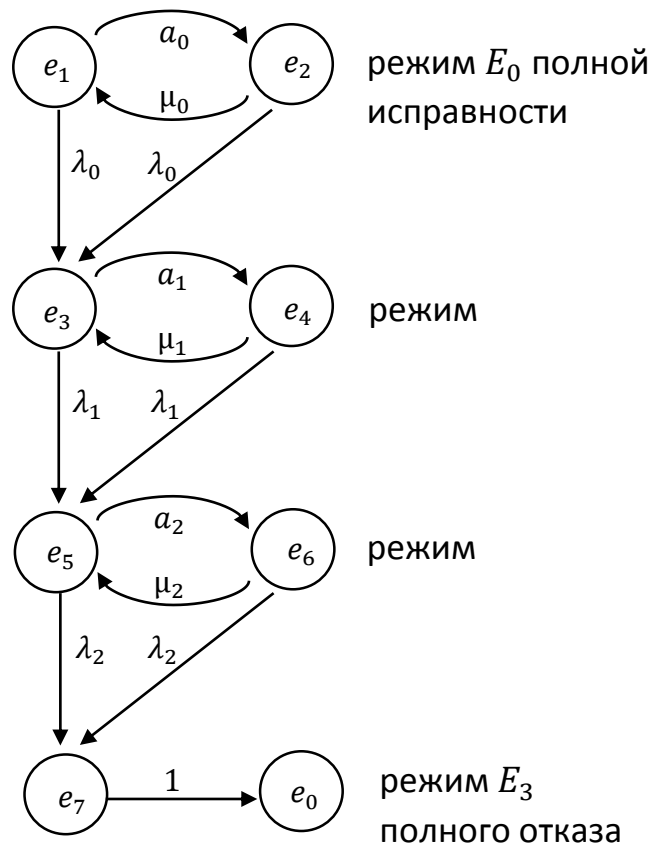 a₀
e₁
e₂
режим E₀ полной
исправности
μ₀
λ₀
λ₀
a₁
e₃
e₄
режим
μ₁
λ₁
λ₁
a₂
e₅
e₆
режим
μ₂
λ₂
λ₂
1
e₇
e₀
режим E₃
полного отказа